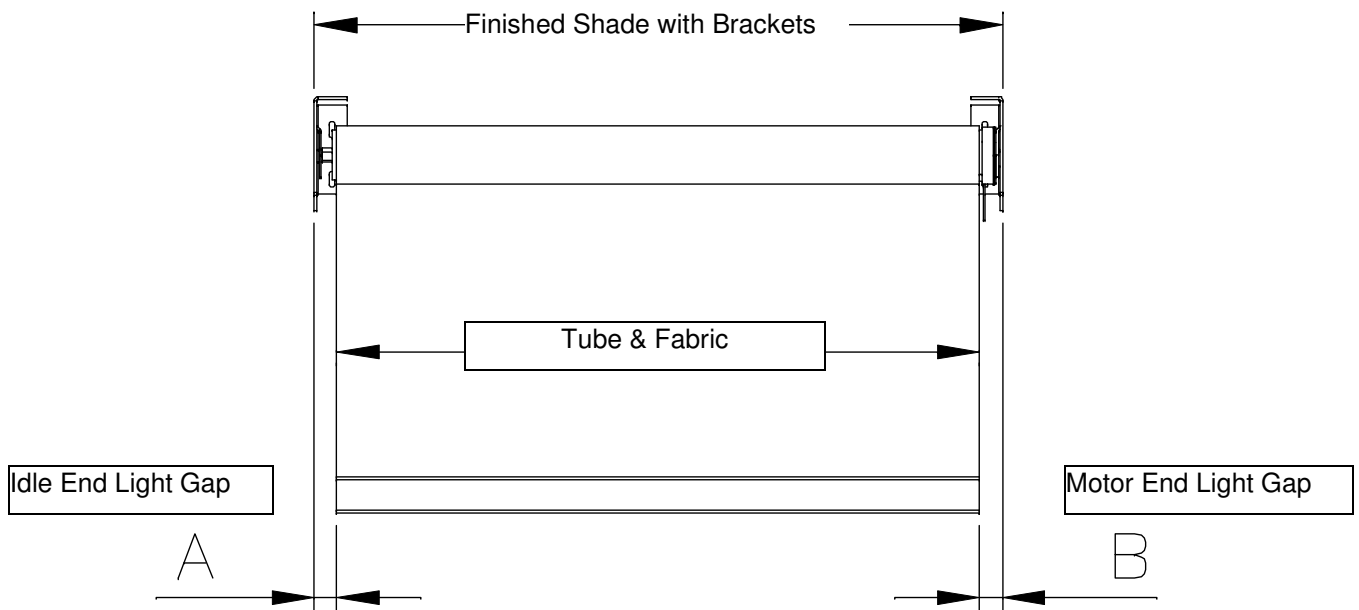 Finished Shade with Brackets
Tube & Fabric
Idle End Light Gap
Motor End Light Gap
A
B